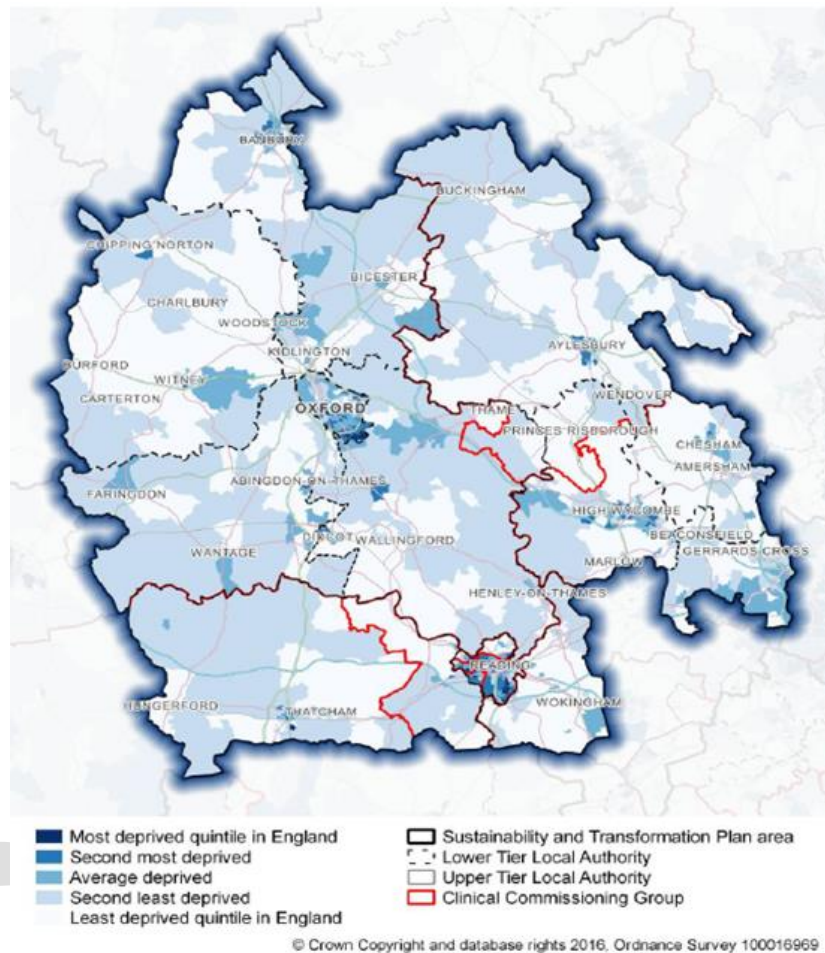 BANBURY
BUCKINGHAM
CHIPPING NORTON
BICESTER
CHARLBURY
WOODSTOCK
AYLESBURY
KIDLINGTON
BURFORD
WITNEY
WENDOVER
CARTERTON
OXFORD
THAME
PRINCES RISBOROUGH
CHESHAM
AMERSHAM
ABINGDON-ON-THAMES
FARINGDON
HIGH WYCOMBE
BEACONSFIELD
DIDCOT
WALLINGFORD
GERRARDS CROSS
WANTAGE
MARLOW
HENLEY-ON-THAMES
READING
HUNGERFORD
WOKINGHAM
THATCHAM
Most deprived quintile in England
Second most deprived
Average deprived
Second least deprived
Least deprived quintile in England
Sustainability and Transformation Plan area
Lower Tier Local Authority
Upper Tier Local Authority
Clinical Commissioning Group
© Crown Copyright and database rights 2016, Ordnance Survey 100016969